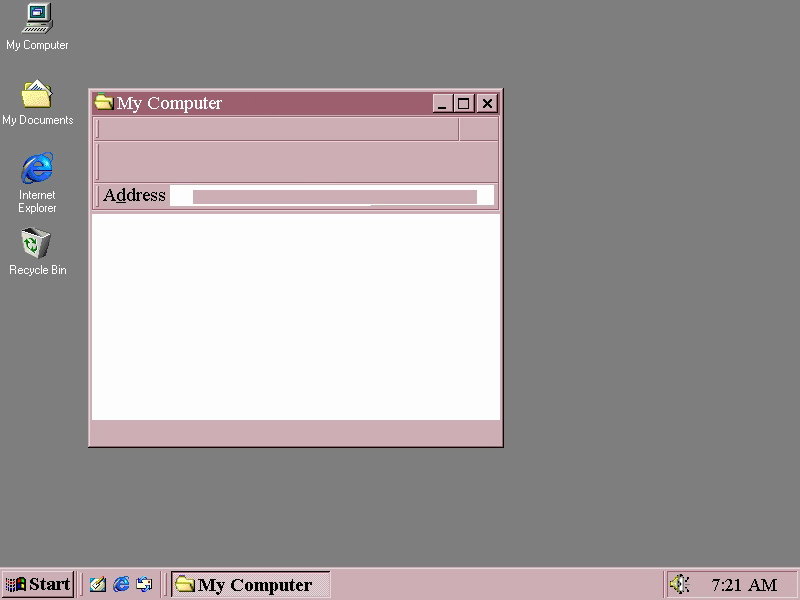 My Computer
My Documents
Internet
Explorer
Recycle Bin
My Computer
Address
Start
My Computer
7:21 AM